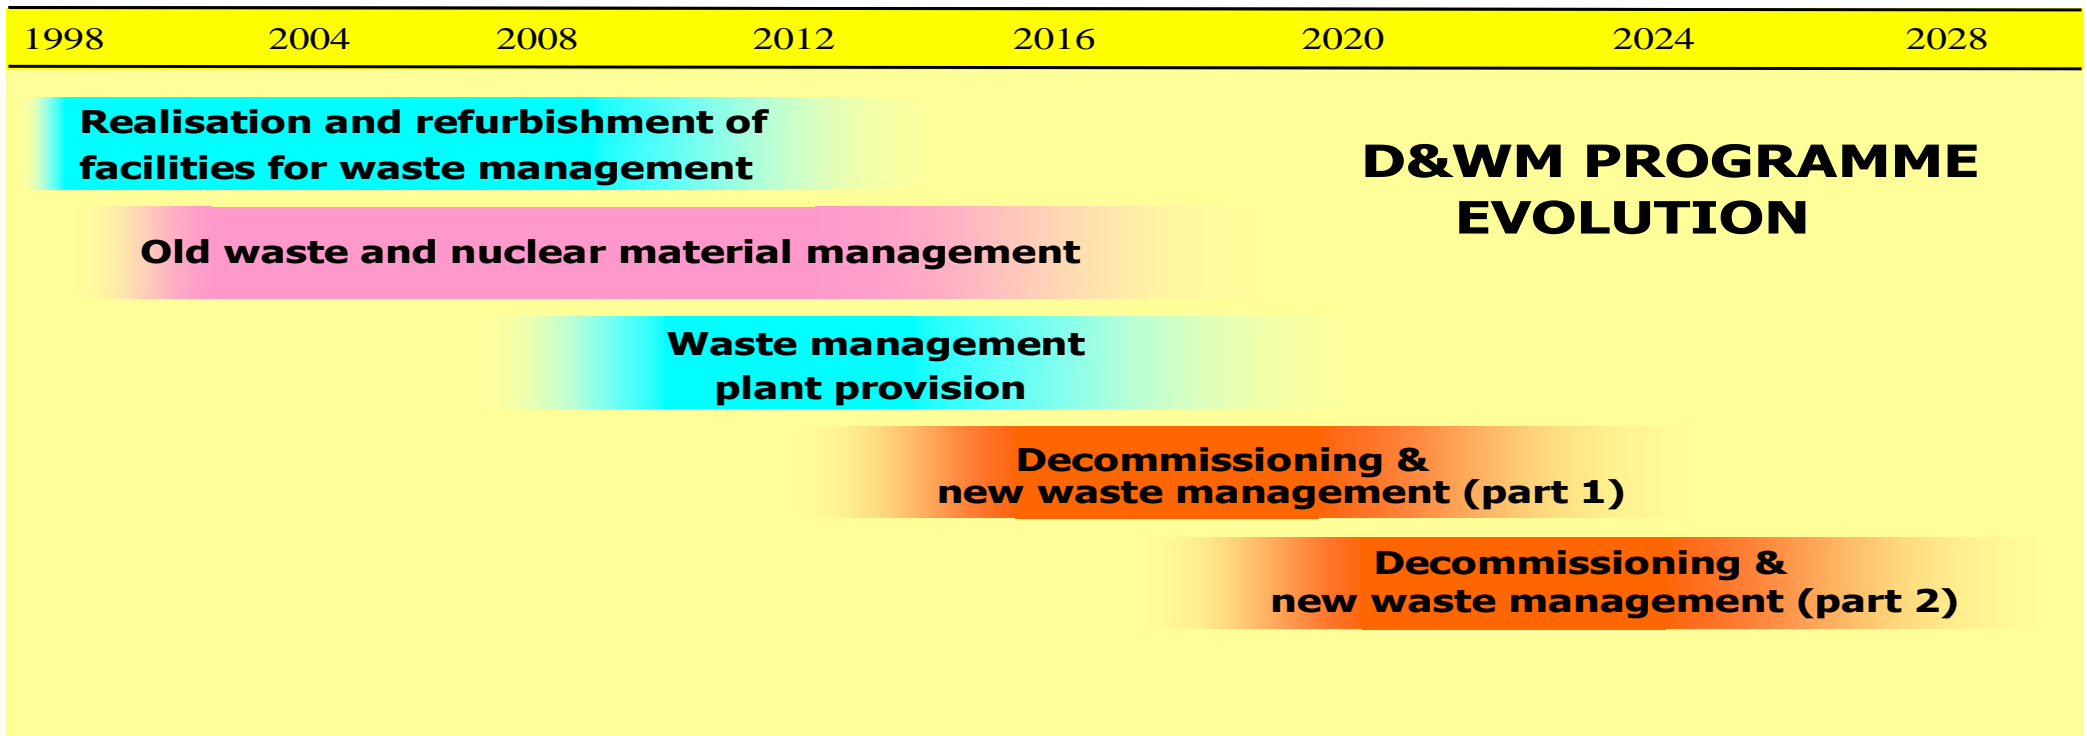 1998 2004 2008 2012 2016 2020 2024 2028
Realisation and refurbishment of
facilities for waste management
D&WM PROGRAMME
EVOLUTION
Old waste and nuclear material management
Waste management
plant provision
Decommissioning &
new waste management (part 1)
Decommissioning &
new waste management (part 2)